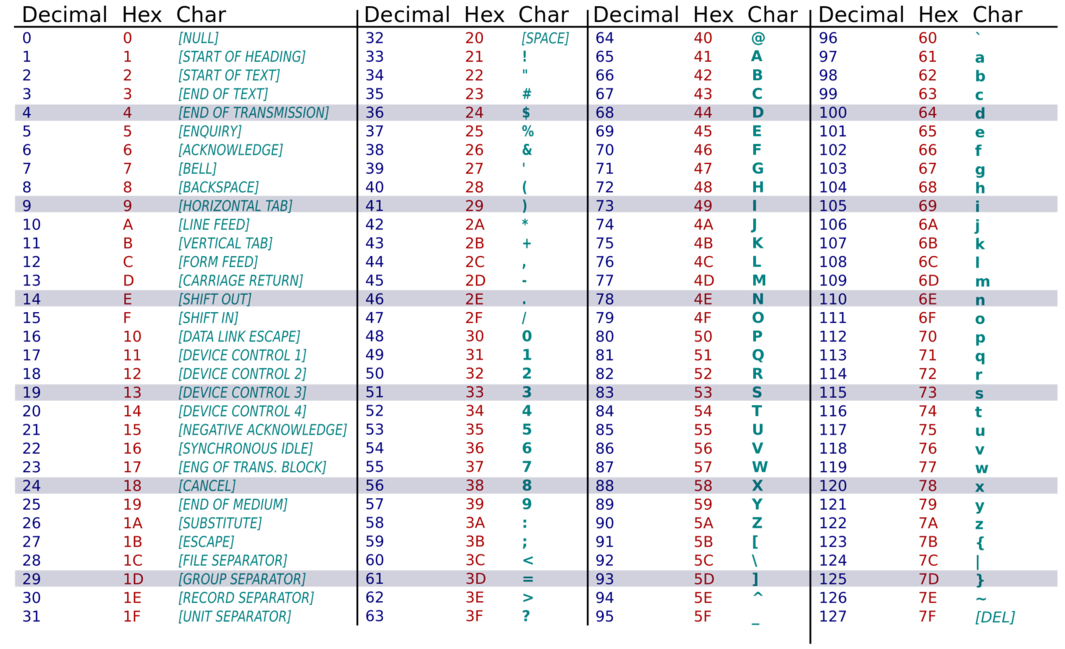 Decimal Hex Char Decimal Hex Char Decimal Hex Char Decimal Hex Char
0 0 [NULL] 32 20 [SPACE] 64 40 @ 96 60 `
1 1 [START OF HEADING] 33 21 ! 65 41 A 97 61 a
2 2 [START OF TEXT] 34 22 " 66 42 B 98 62 b
3 3 [END OF TEXT] 35 23 # 67 43 C 99 63 c
4 4 [END OF TRANSMISSION] 36 24 $ 68 44 D 100 64 d
5 5 [ENQUIRY] 37 25 % 69 45 E 101 65 e
6 6 [ACKNOWLEDGE] 38 26 & 70 46 F 102 66 f
7 7 [BELL] 39 27 ' 71 47 G 103 67 g
8 8 [BACKSPACE] 40 28 ( 72 48 H 104 68 h
9 9 [HORIZONTAL TAB] 41 29 ) 73 49 I 105 69 i
10 A [LINE FEED] 42 2A * 74 4A J 106 6A j
11 B [VERTICAL TAB] 43 2B + 75 4B K 107 6B k
12 C [FORM FEED] 44 2C , 76 4C L 108 6C l
13 D [CARRIAGE RETURN] 45 2D - 77 4D M 109 6D m
14 E [SHIFT OUT] 46 2E . 78 4E N 110 6E n
15 F [SHIFT IN] 47 2F / 79 4F O 111 6F o
16 10 [DATA LINK ESCAPE] 48 30 0 80 50 P 112 70 p
17 11 [DEVICE CONTROL 1] 49 31 1 81 51 Q 113 71 q
18 12 [DEVICE CONTROL 2] 50 32 2 82 52 R 114 72 r
19 13 [DEVICE CONTROL 3] 51 33 3 83 53 S 115 73 s
20 14 [DEVICE CONTROL 4] 52 34 4 84 54 T 116 74 t
21 15 [NEGATIVE ACKNOWLEDGE] 53 35 5 85 55 U 117 75 u
22 16 [SYNCHRONOUS IDLE] 54 36 6 86 56 V 118 76 v
23 17 [ENG OF TRANS. BLOCK] 55 37 7 87 57 W 119 77 w
24 18 [CANCEL] 56 38 8 88 58 X 120 78 x
25 19 [END OF MEDIUM] 57 39 9 89 59 Y 121 79 y
26 1A [SUBSTITUTE] 58 3A : 90 5A Z 122 7A z
27 1B [ESCAPE] 59 3B ; 91 5B [ 123 7B {
28 1C [FILE SEPARATOR] 60 3C < 92 5C \ 124 7C |
29 1D [GROUP SEPARATOR] 61 3D = 93 5D ] 125 7D }
30 1E [RECORD SEPARATOR] 62 3E > 94 5E ^ 126 7E ~
31 1F [UNIT SEPARATOR] 63 3F ? 95 5F _ 127 7F [DEL]